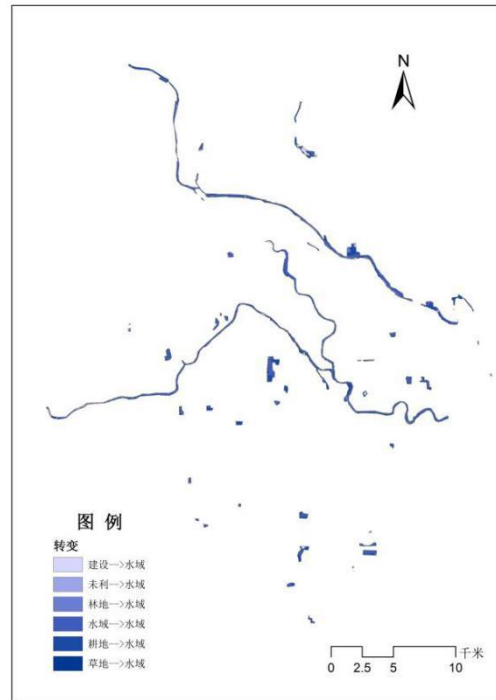 N
图 例
转变
建设—>水域
未利—>水域
林地—>水域
水域—>水域
耕地—>水域
草地—>水域
千米
0 2.5 5 10